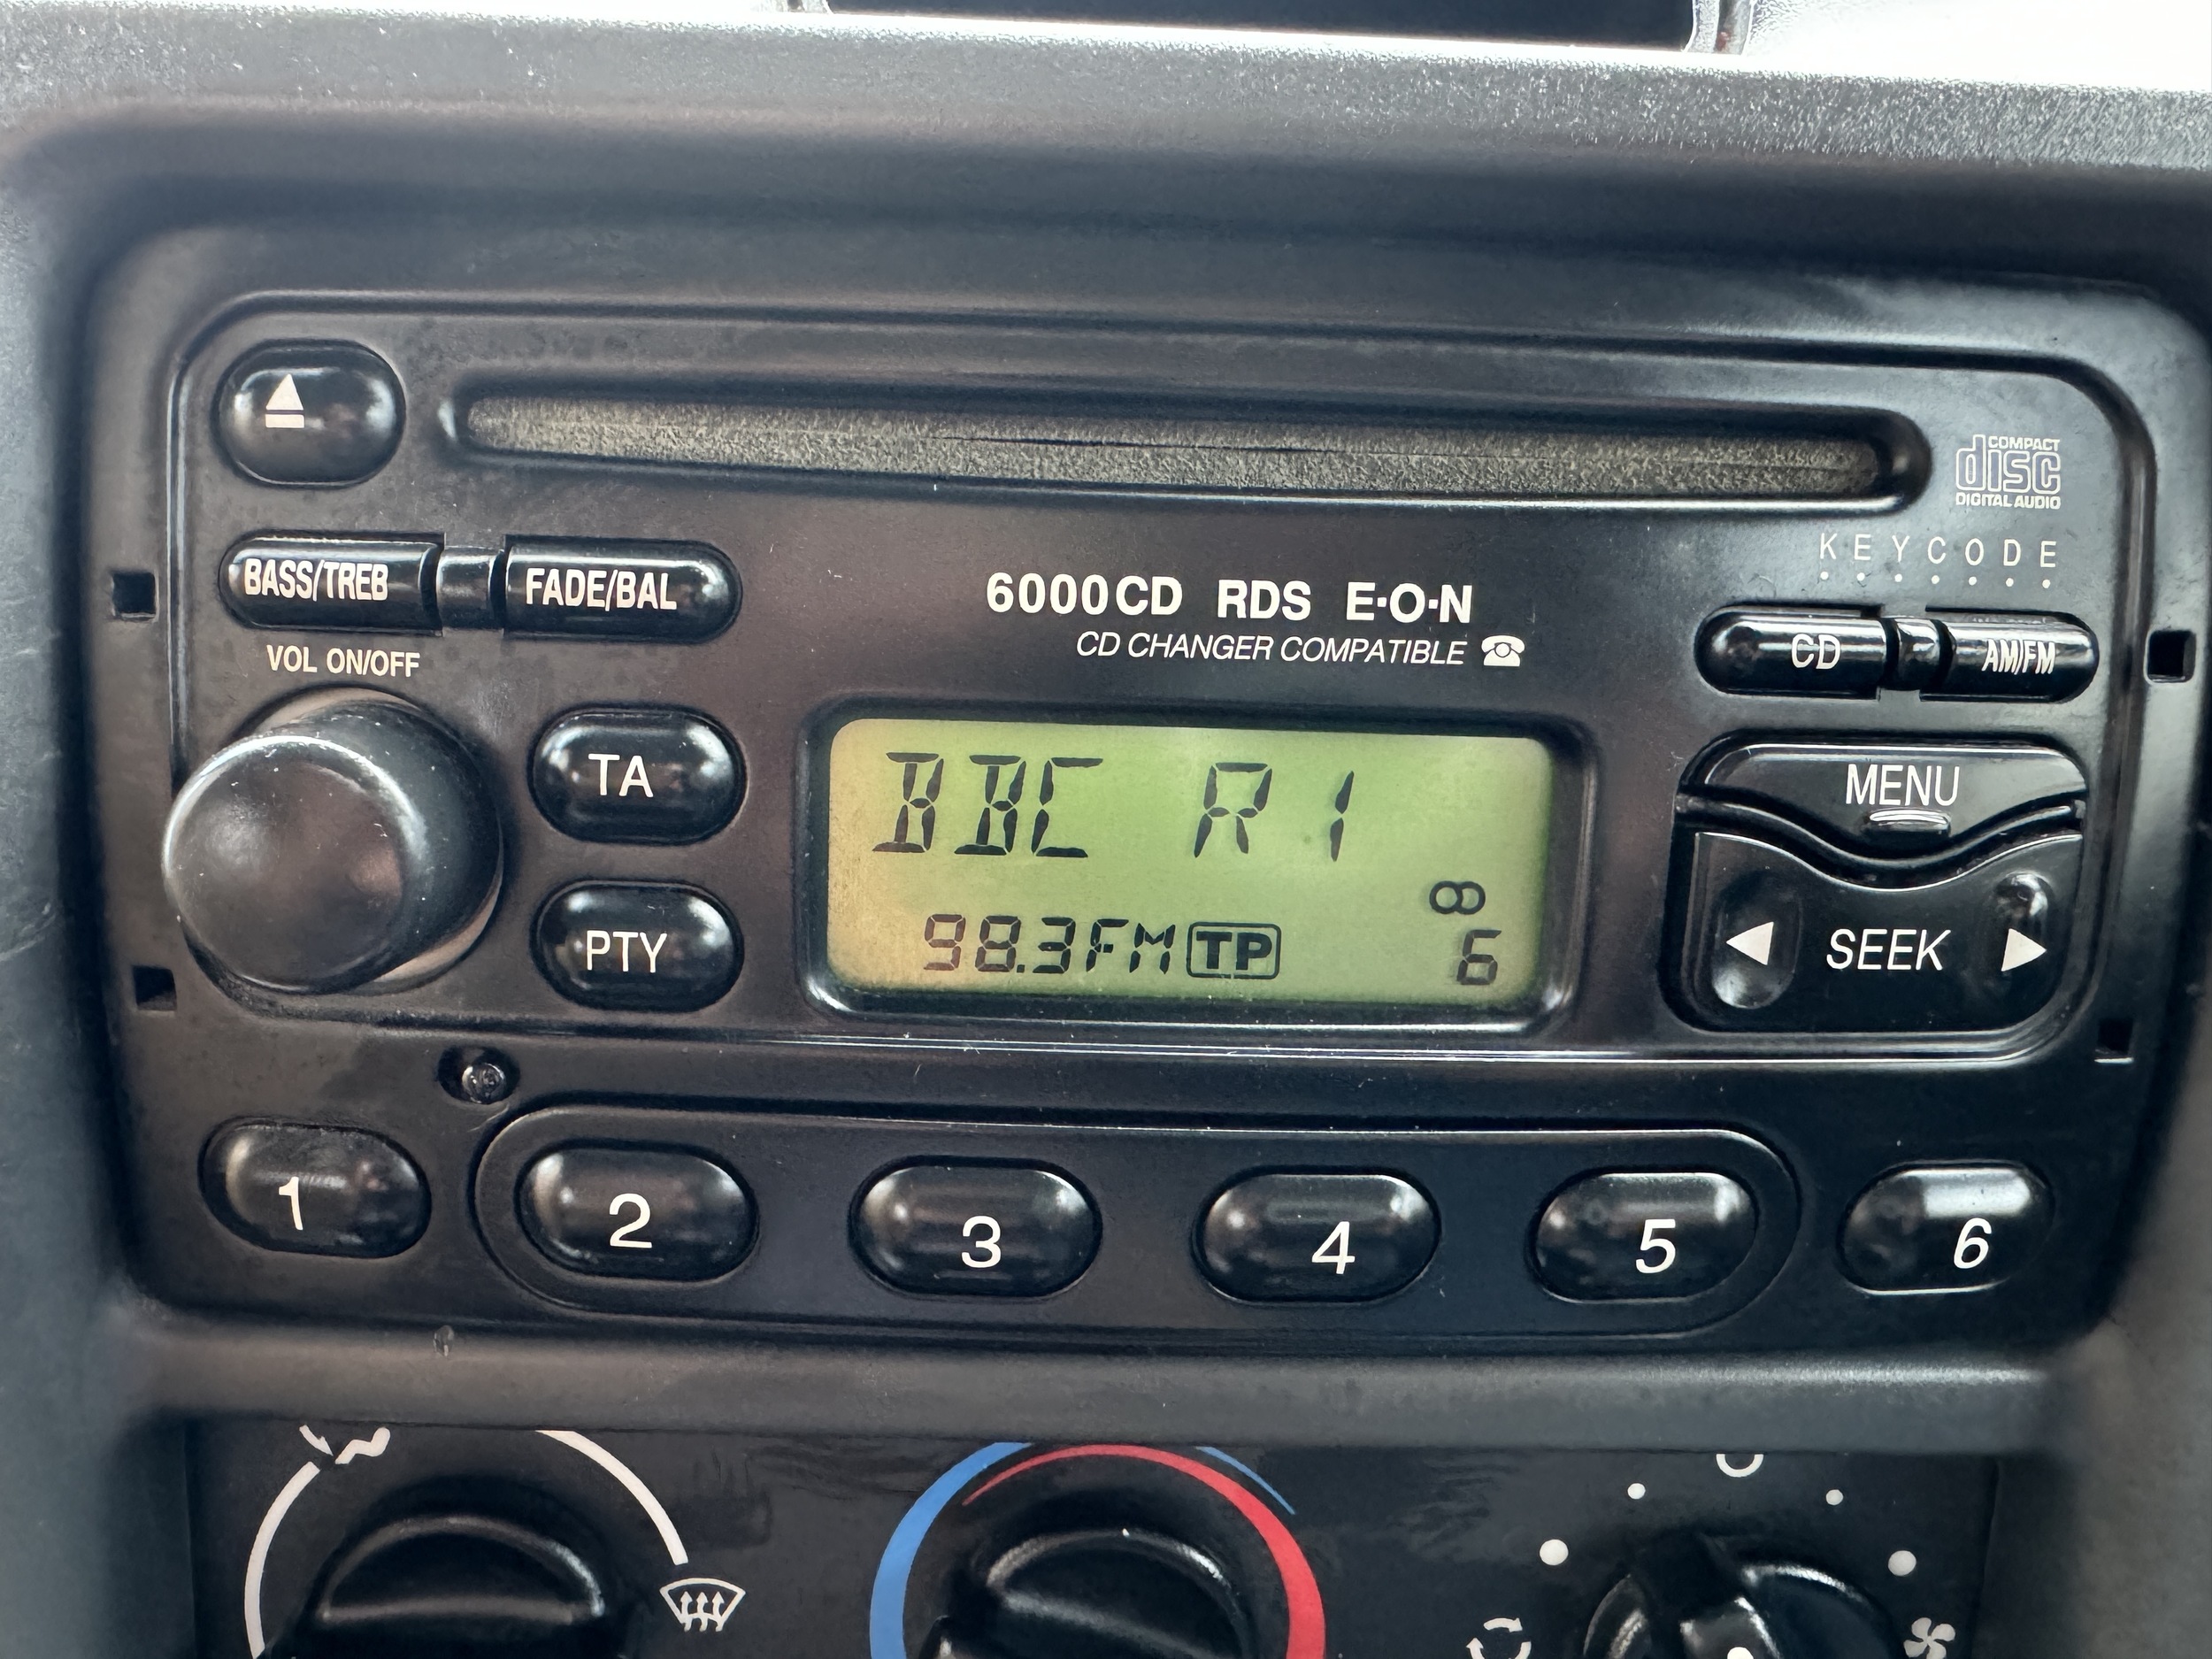 COMPACT
disc
DIGITAL AUDIO
KEYCODE
BASS/TREB FADE/BAL
6000CD RDS E·O·N
CD CHANGER COMPATIBLE
CD AM/FM
VOL ON/OFF
TA
BBC R1
MENU
PTY
98.3FM TP 6
SEEK
1 2 3 4 5 6
O